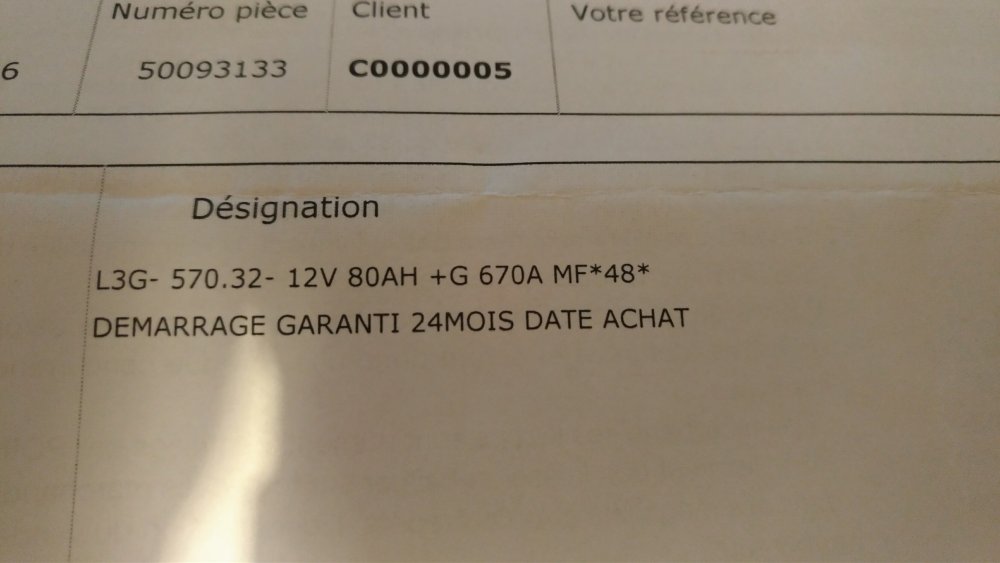 Numéro pièce Client Votre référence
6 50093133 C0000005
Désignation
L3G- 570.32- 12V 80AH +G 670A MF*48*
DEMARRAGE GARANTI 24MOIS DATE ACHAT